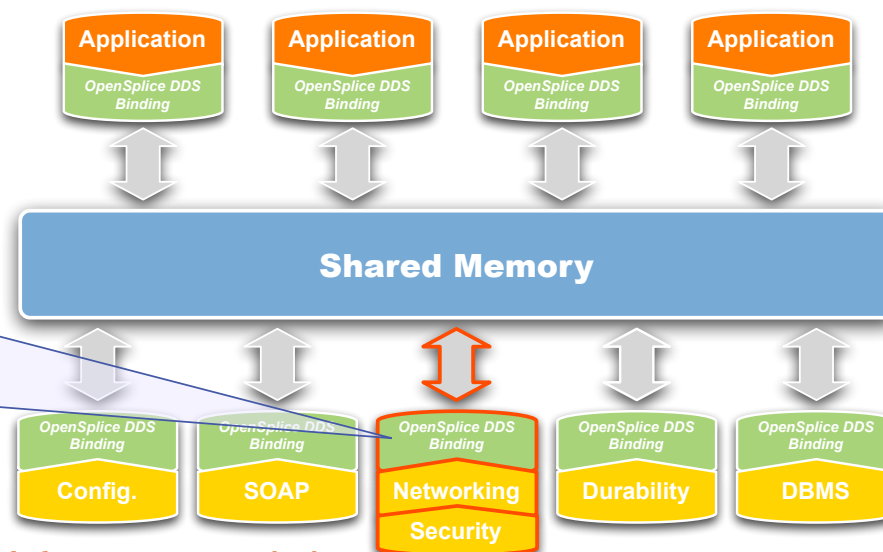 Application
OpenSplice DDS
Binding
Application
OpenSplice DDS
Binding
Application
OpenSplice DDS
Binding
Application
OpenSplice DDS
Binding
Shared Memory
OpenSplice DDS
Binding
Config.
OpenSplice DDS
Binding
SOAP
OpenSplice DDS
Binding
Networking
Security
OpenSplice DDS
Binding
Durability
OpenSplice DDS
Binding
DBMS